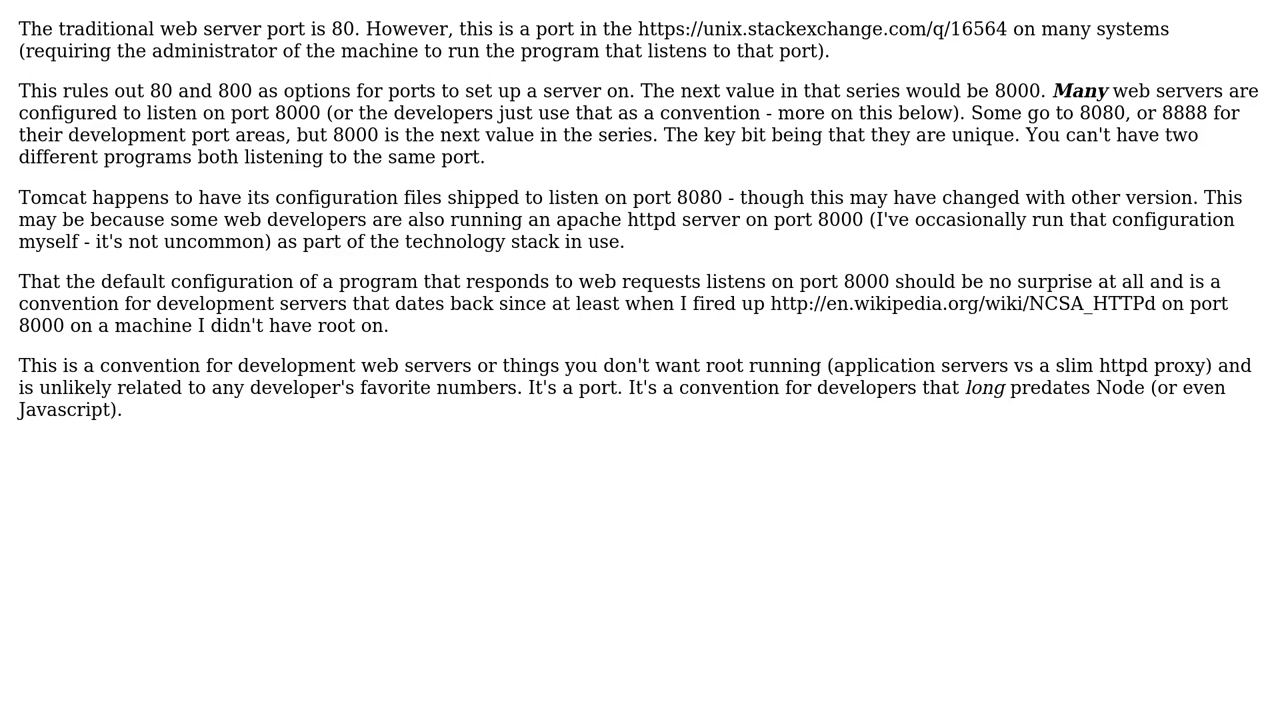 The traditional web server port is 80. However, this is a port in the https://unix.stackexchange.com/q/16564 on many systems
(requiring the administrator of the machine to run the program that listens to that port).
This rules out 80 and 800 as options for ports to set up a server on. The next value in that series would be 8000. Many web servers are
configured to listen on port 8000 (or the developers just use that as a convention - more on this below). Some go to 8080, or 8888 for
their development port areas, but 8000 is the next value in the series. The key bit being that they are unique. You can't have two
different programs both listening to the same port.
Tomcat happens to have its configuration files shipped to listen on port 8080 - though this may have changed with other version. This
may be because some web developers are also running an apache httpd server on port 8000 (I've occasionally run that configuration
myself - it's not uncommon) as part of the technology stack in use.
That the default configuration of a program that responds to web requests listens on port 8000 should be no surprise at all and is a
convention for development servers that dates back since at least when I fired up http://en.wikipedia.org/wiki/NCSA_HTTPd on port
8000 on a machine I didn't have root on.
This is a convention for development web servers or things you don't want root running (application servers vs a slim httpd proxy) and
is unlikely related to any developer's favorite numbers. It's a port. It's a convention for developers that long predates Node (or even
Javascript).